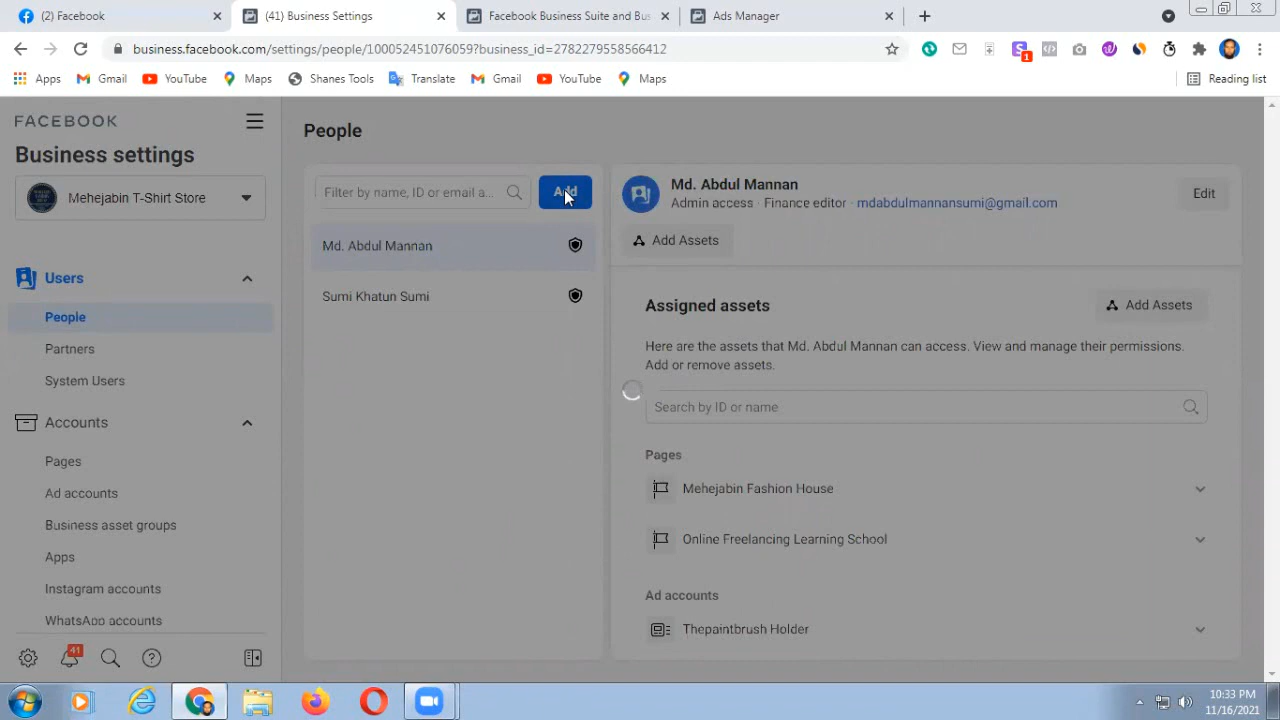 (2) Facebook
(41) Business Settings
Facebook Business Suite and Bus
Ads Manager
business.facebook.com/settings/people/100052451076059?business_id=2782279558566412
1
Apps
Gmail
YouTube
Maps
Shanes Tools
Translate
Gmail
YouTube
Maps
Reading list
FACEBOOK
Business settings
Mehejabin T-Shirt Store
Users
People
Partners
System Users
Accounts
Pages
Ad accounts
Business asset groups
Apps
Instagram accounts
WhatsApp accounts
41
People
Filter by name, ID or email a...
Add
Md. Abdul Mannan
Sumi Khatun Sumi
Md. Abdul Mannan
Admin access · Finance editor · mdabdulmannansumi@gmail.com
Edit
Add Assets
Assigned assets
Add Assets
Here are the assets that Md. Abdul Mannan can access. View and manage their permissions.
Add or remove assets.
Search by ID or name
Pages
Mehejabin Fashion House
Online Freelancing Learning School
Ad accounts
Thepaintbrush Holder
10:33 PM
11/16/2021